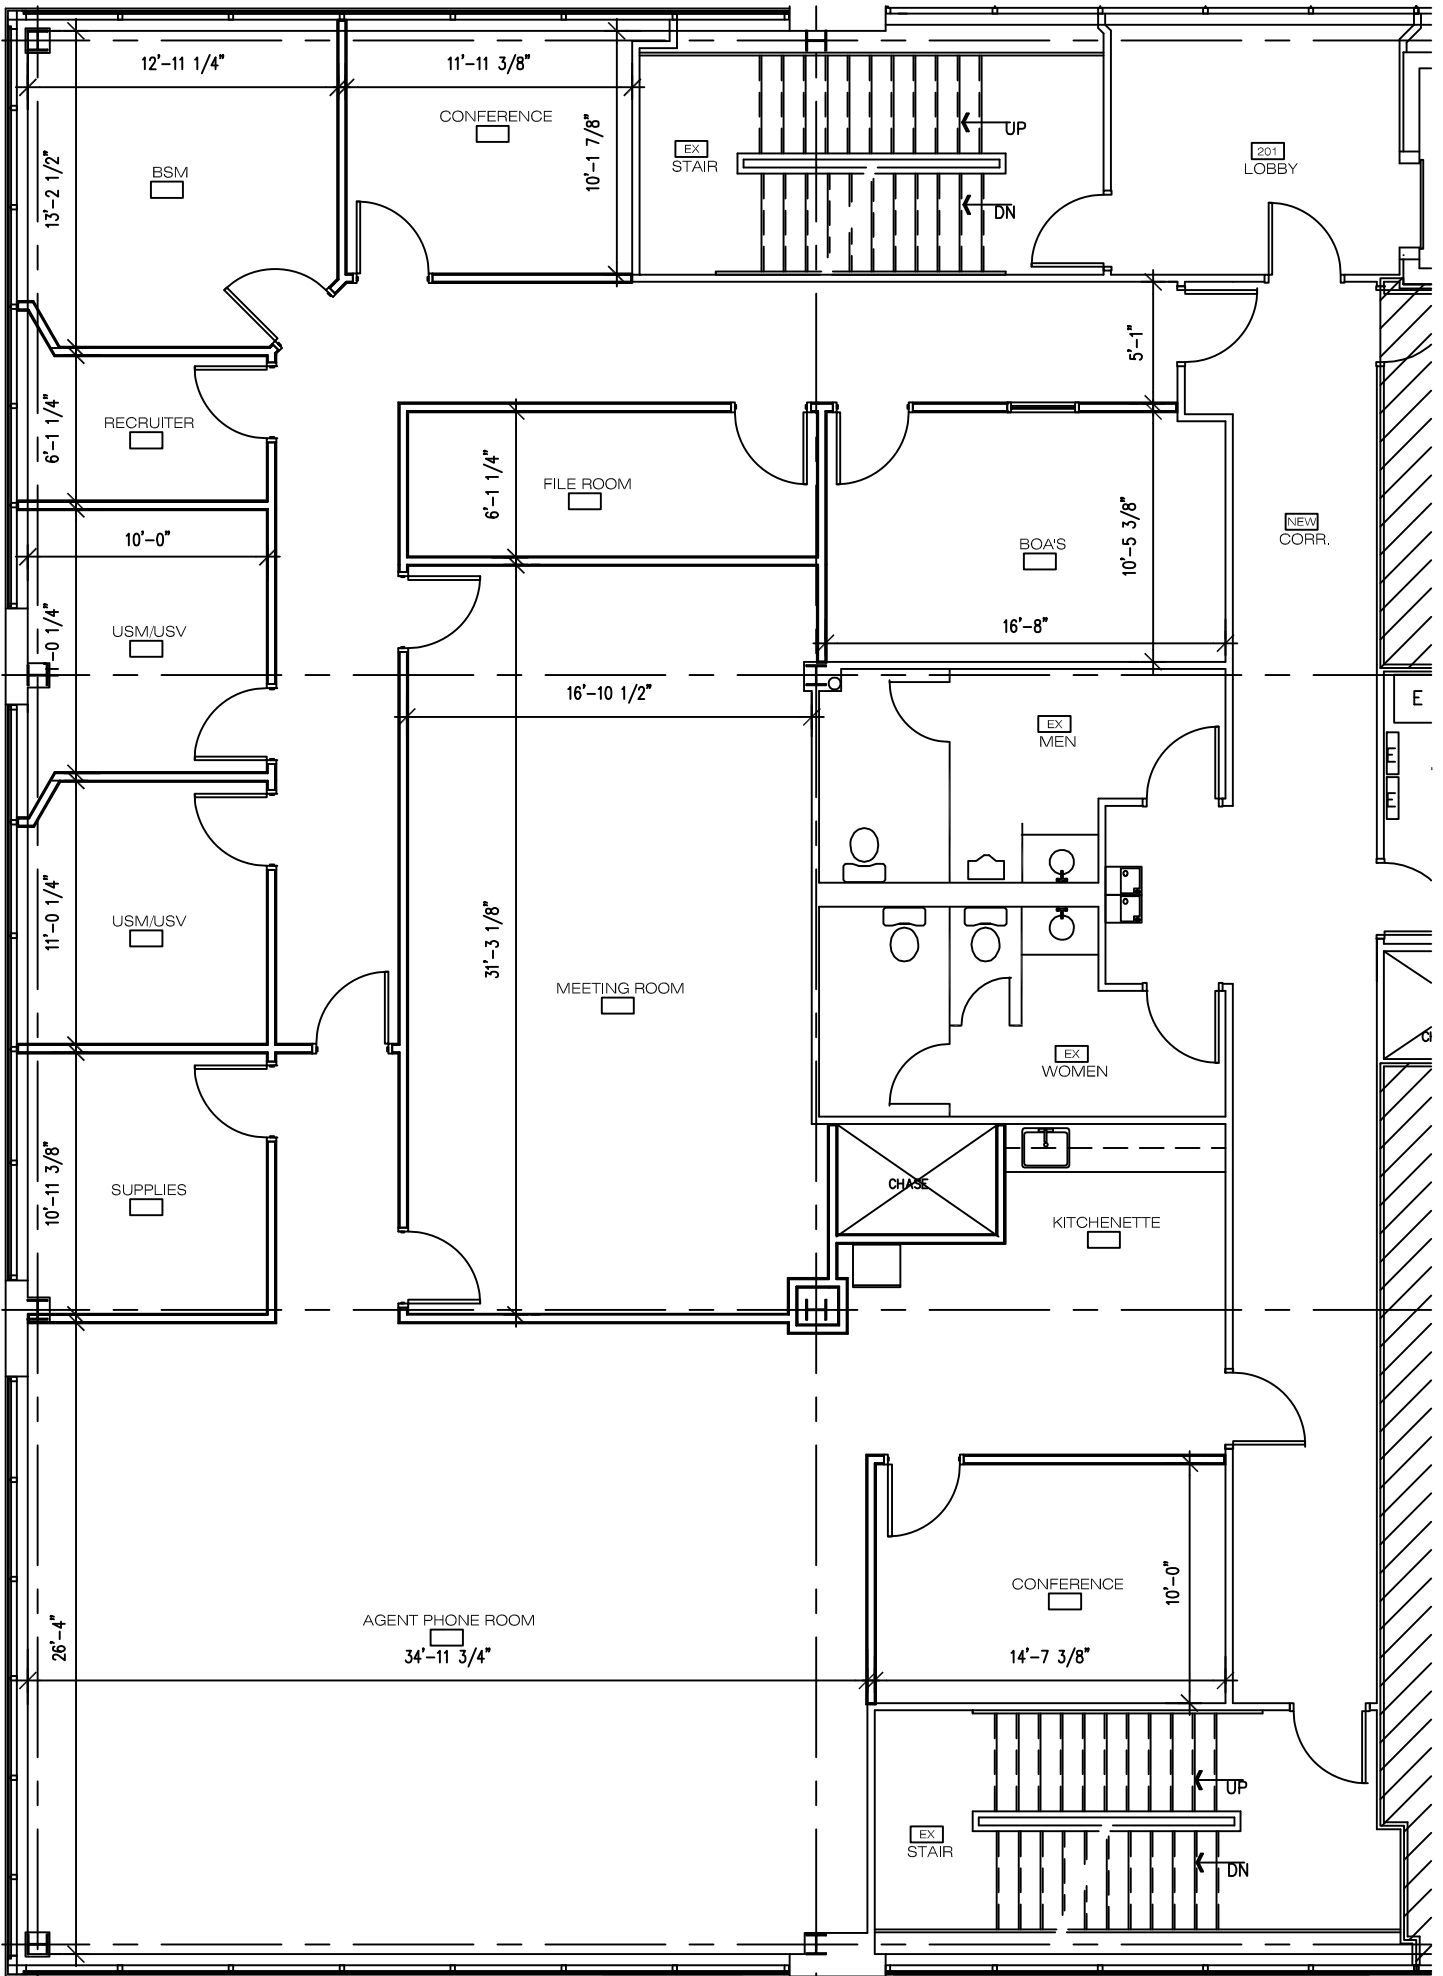 12'-11 1/4"
11'-11 3/8"
CONFERENCE
10'-1 7/8"
UP
EX
STAIR
201
LOBBY
BSM
13'-2 1/2"
DN
5'-1"
RECRUITER
6'-1 1/4"
FILE ROOM
6'-1 1/4"
BOA'S
10'-5 3/8"
NEW
CORR.
10'-0"
USM/USV
-0 1/4"
16'-8"
16'-10 1/2"
E
EX
MEN
E
E
USM/USV
11'-0 1/4"
31'-3 1/8"
MEETING ROOM
EX
WOMEN
SUPPLIES
10'-11 3/8"
CHASE
KITCHENETTE
CONFERENCE
10'-0"
AGENT PHONE ROOM
26'-4"
34'-11 3/4"
14'-7 3/8"
UP
EX
STAIR
DN